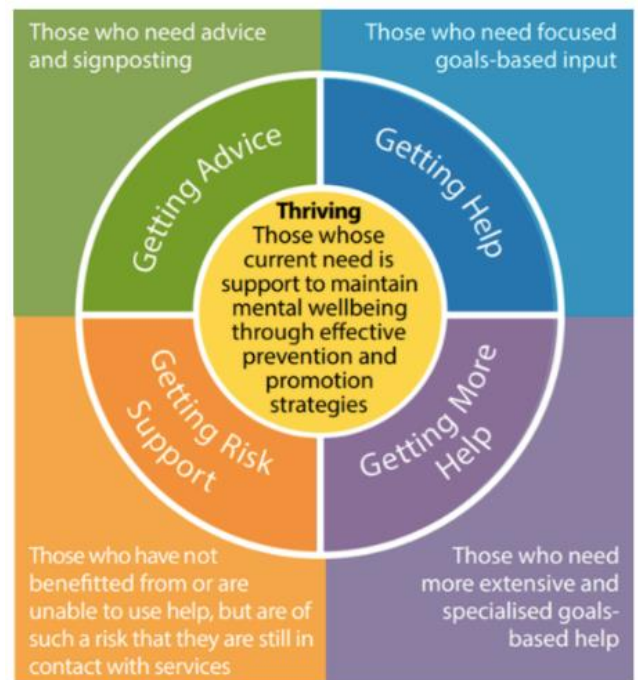 Those who need advice
and signposting
Those who need focused
goals-based input
Getting Advice
Getting Help
Thriving
Those whose
current need is
support to maintain
mental wellbeing
through effective
prevention and
promotion
strategies
Getting Risk
Support
Getting More
Help
Those who have not
benefitted from or are
unable to use help, but are of
such a risk that they are still in
contact with services
Those who need
more extensive and
specialised goals-
based help